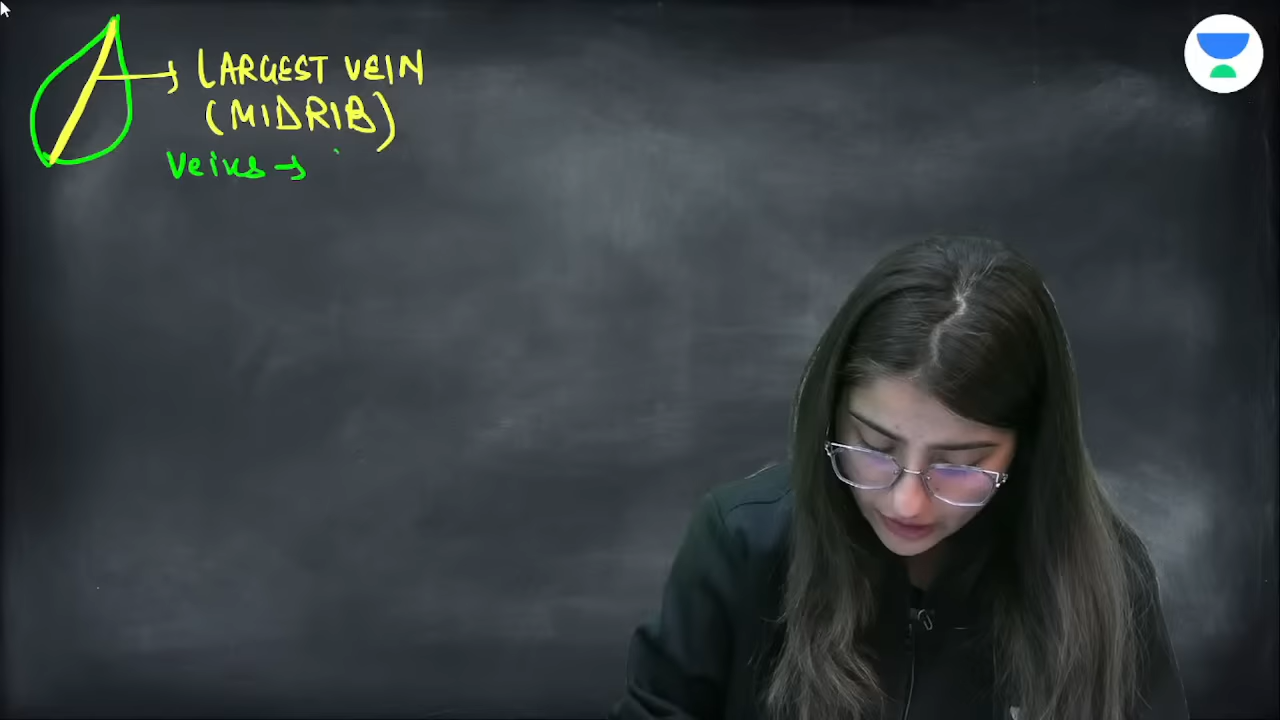 → LARGEST VEIN
(MIDRIB)
Veins →